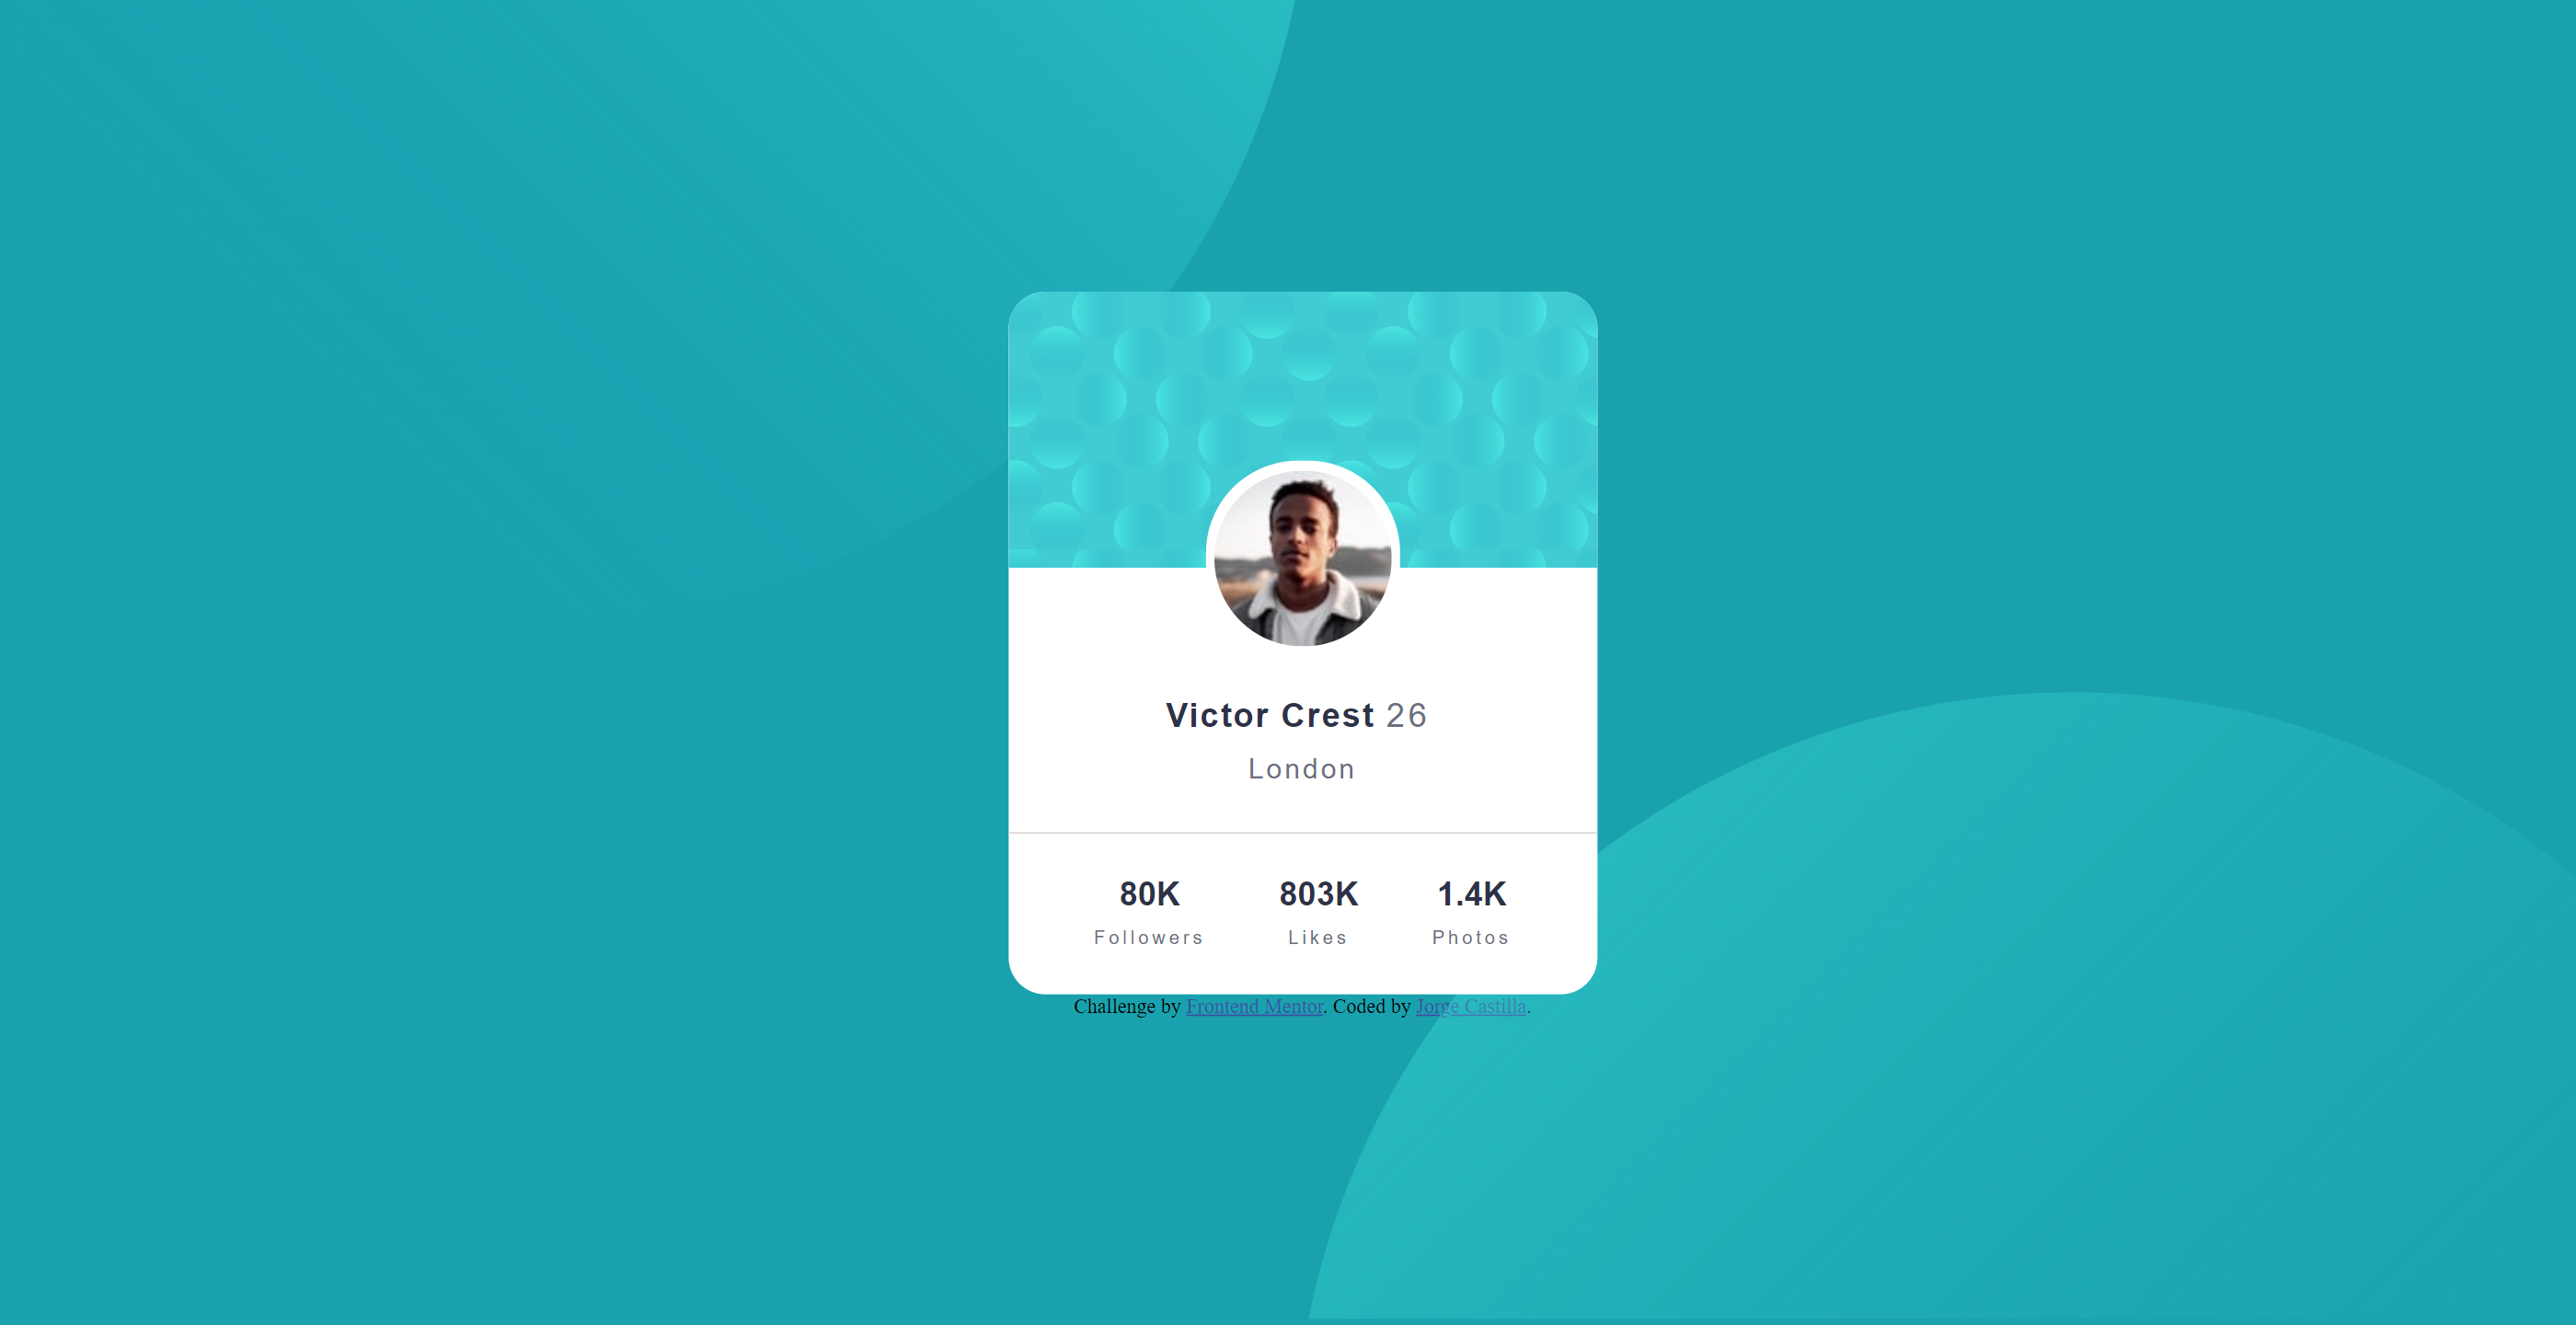 Victor Crest 26
London
80K 803K 1.4K
Followers Likes Photos
Challenge by Frontend Mentor. Coded by Jorge Castilla.